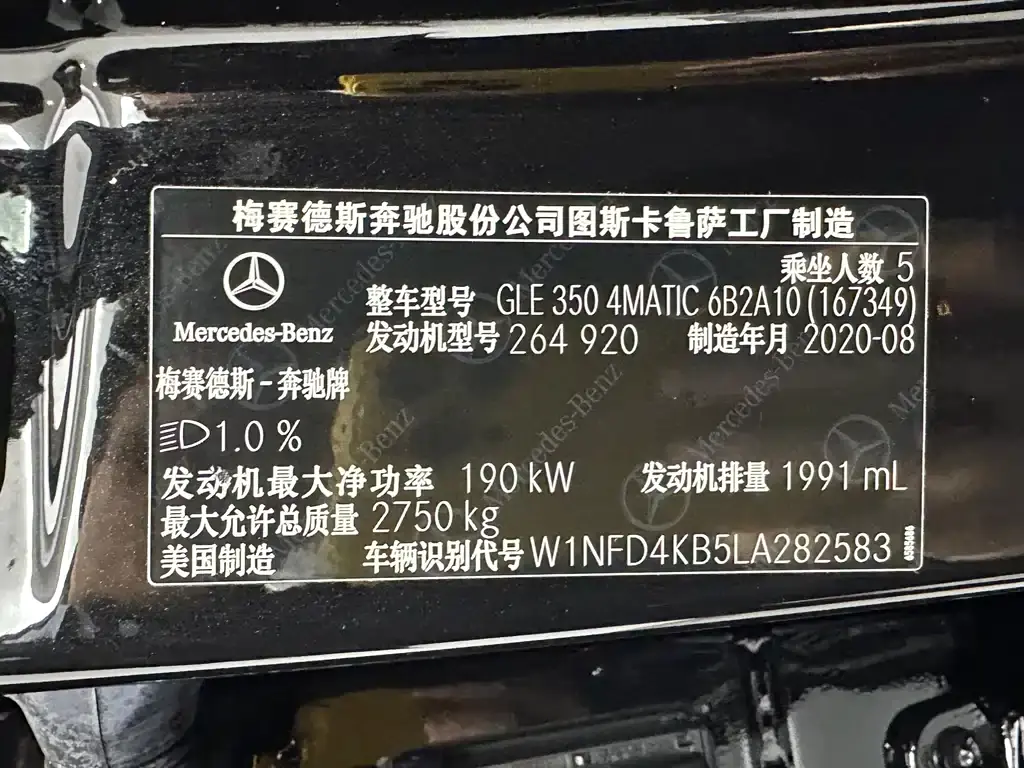 梅赛德斯奔驰股份公司图斯卡鲁萨工厂制造
乘坐人数 5
Mercedes-Benz
整车型号 GLE 350 4MATIC 6B2A10 (167349)
发动机型号 264 920 制造年月 2020-08
梅赛德斯-奔驰牌
1.0 %
发动机最大净功率 190 kW 发动机排量 1991 mL
最大允许总质量 2750 kg
美国制造 车辆识别代号 W1NFD4KB5LA282583